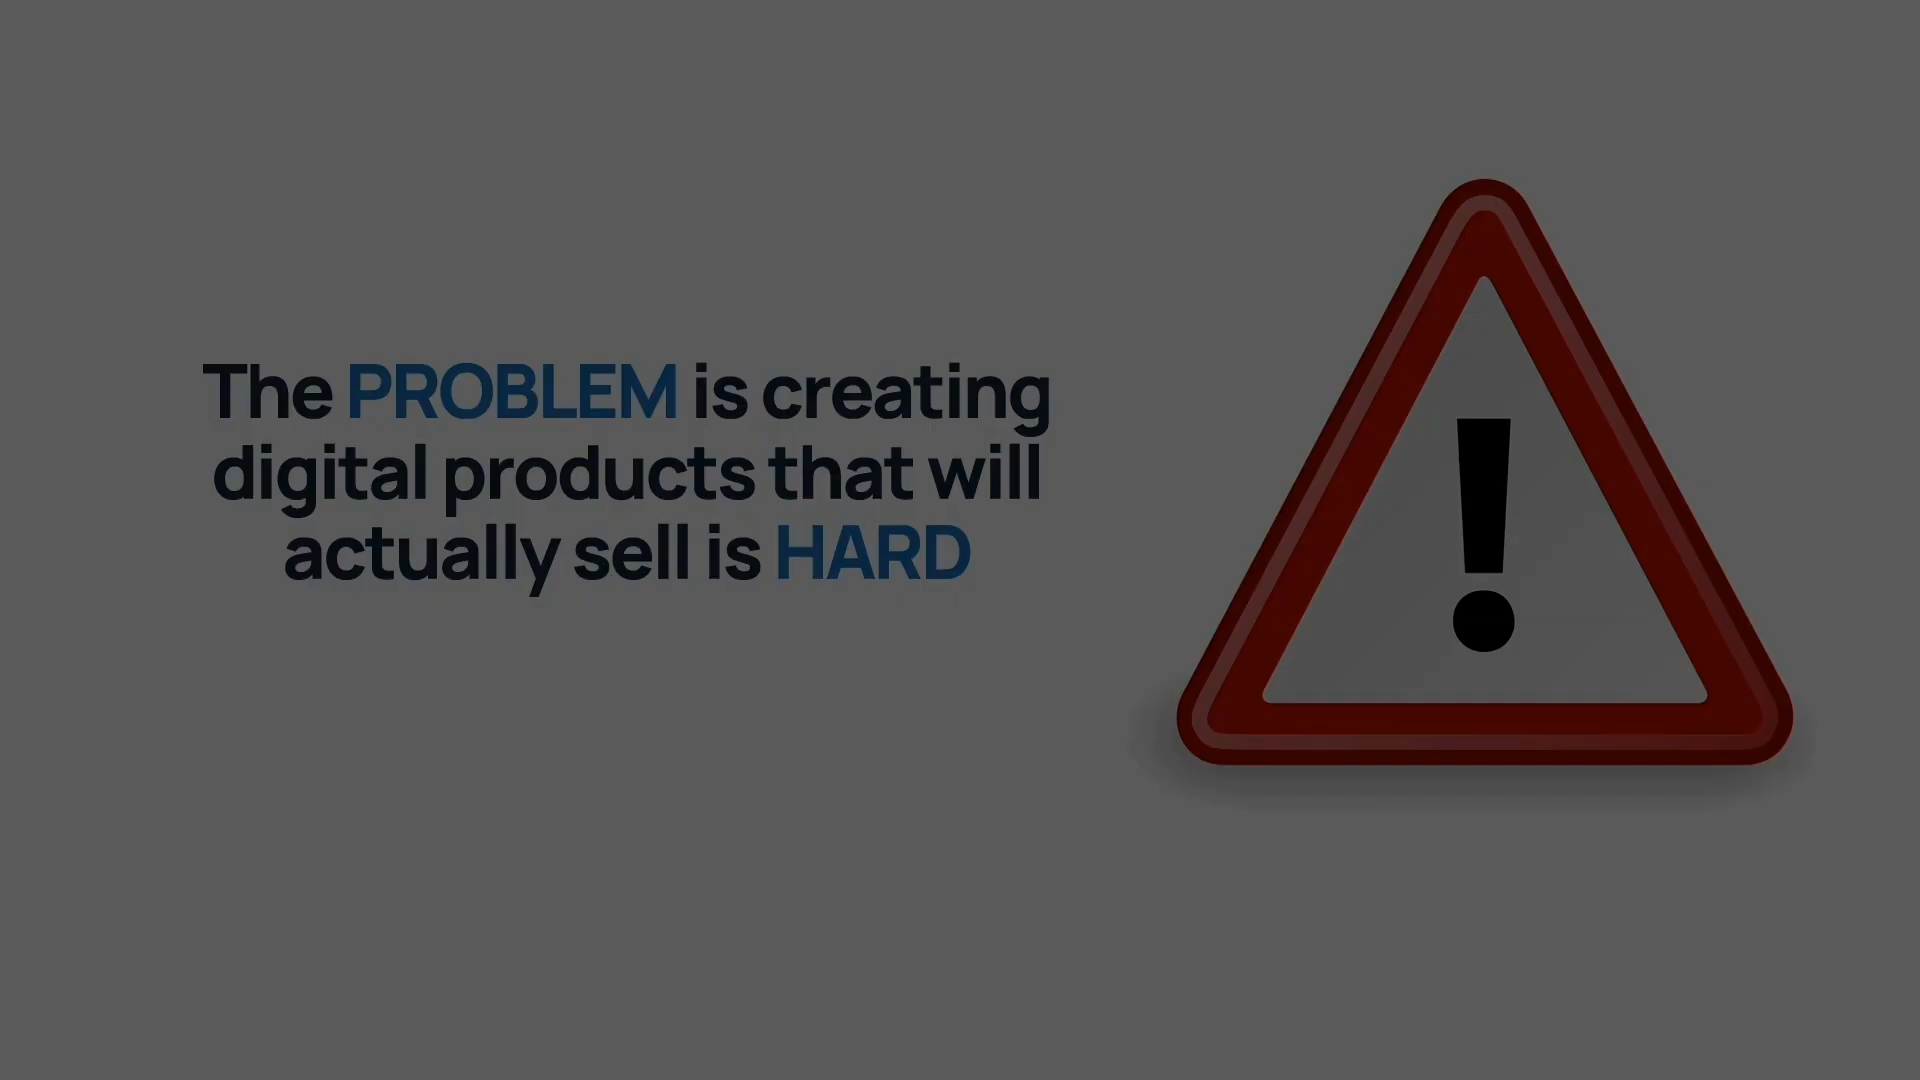 The PROBLEM is creating
digital products that will
actually sell is HARD
!